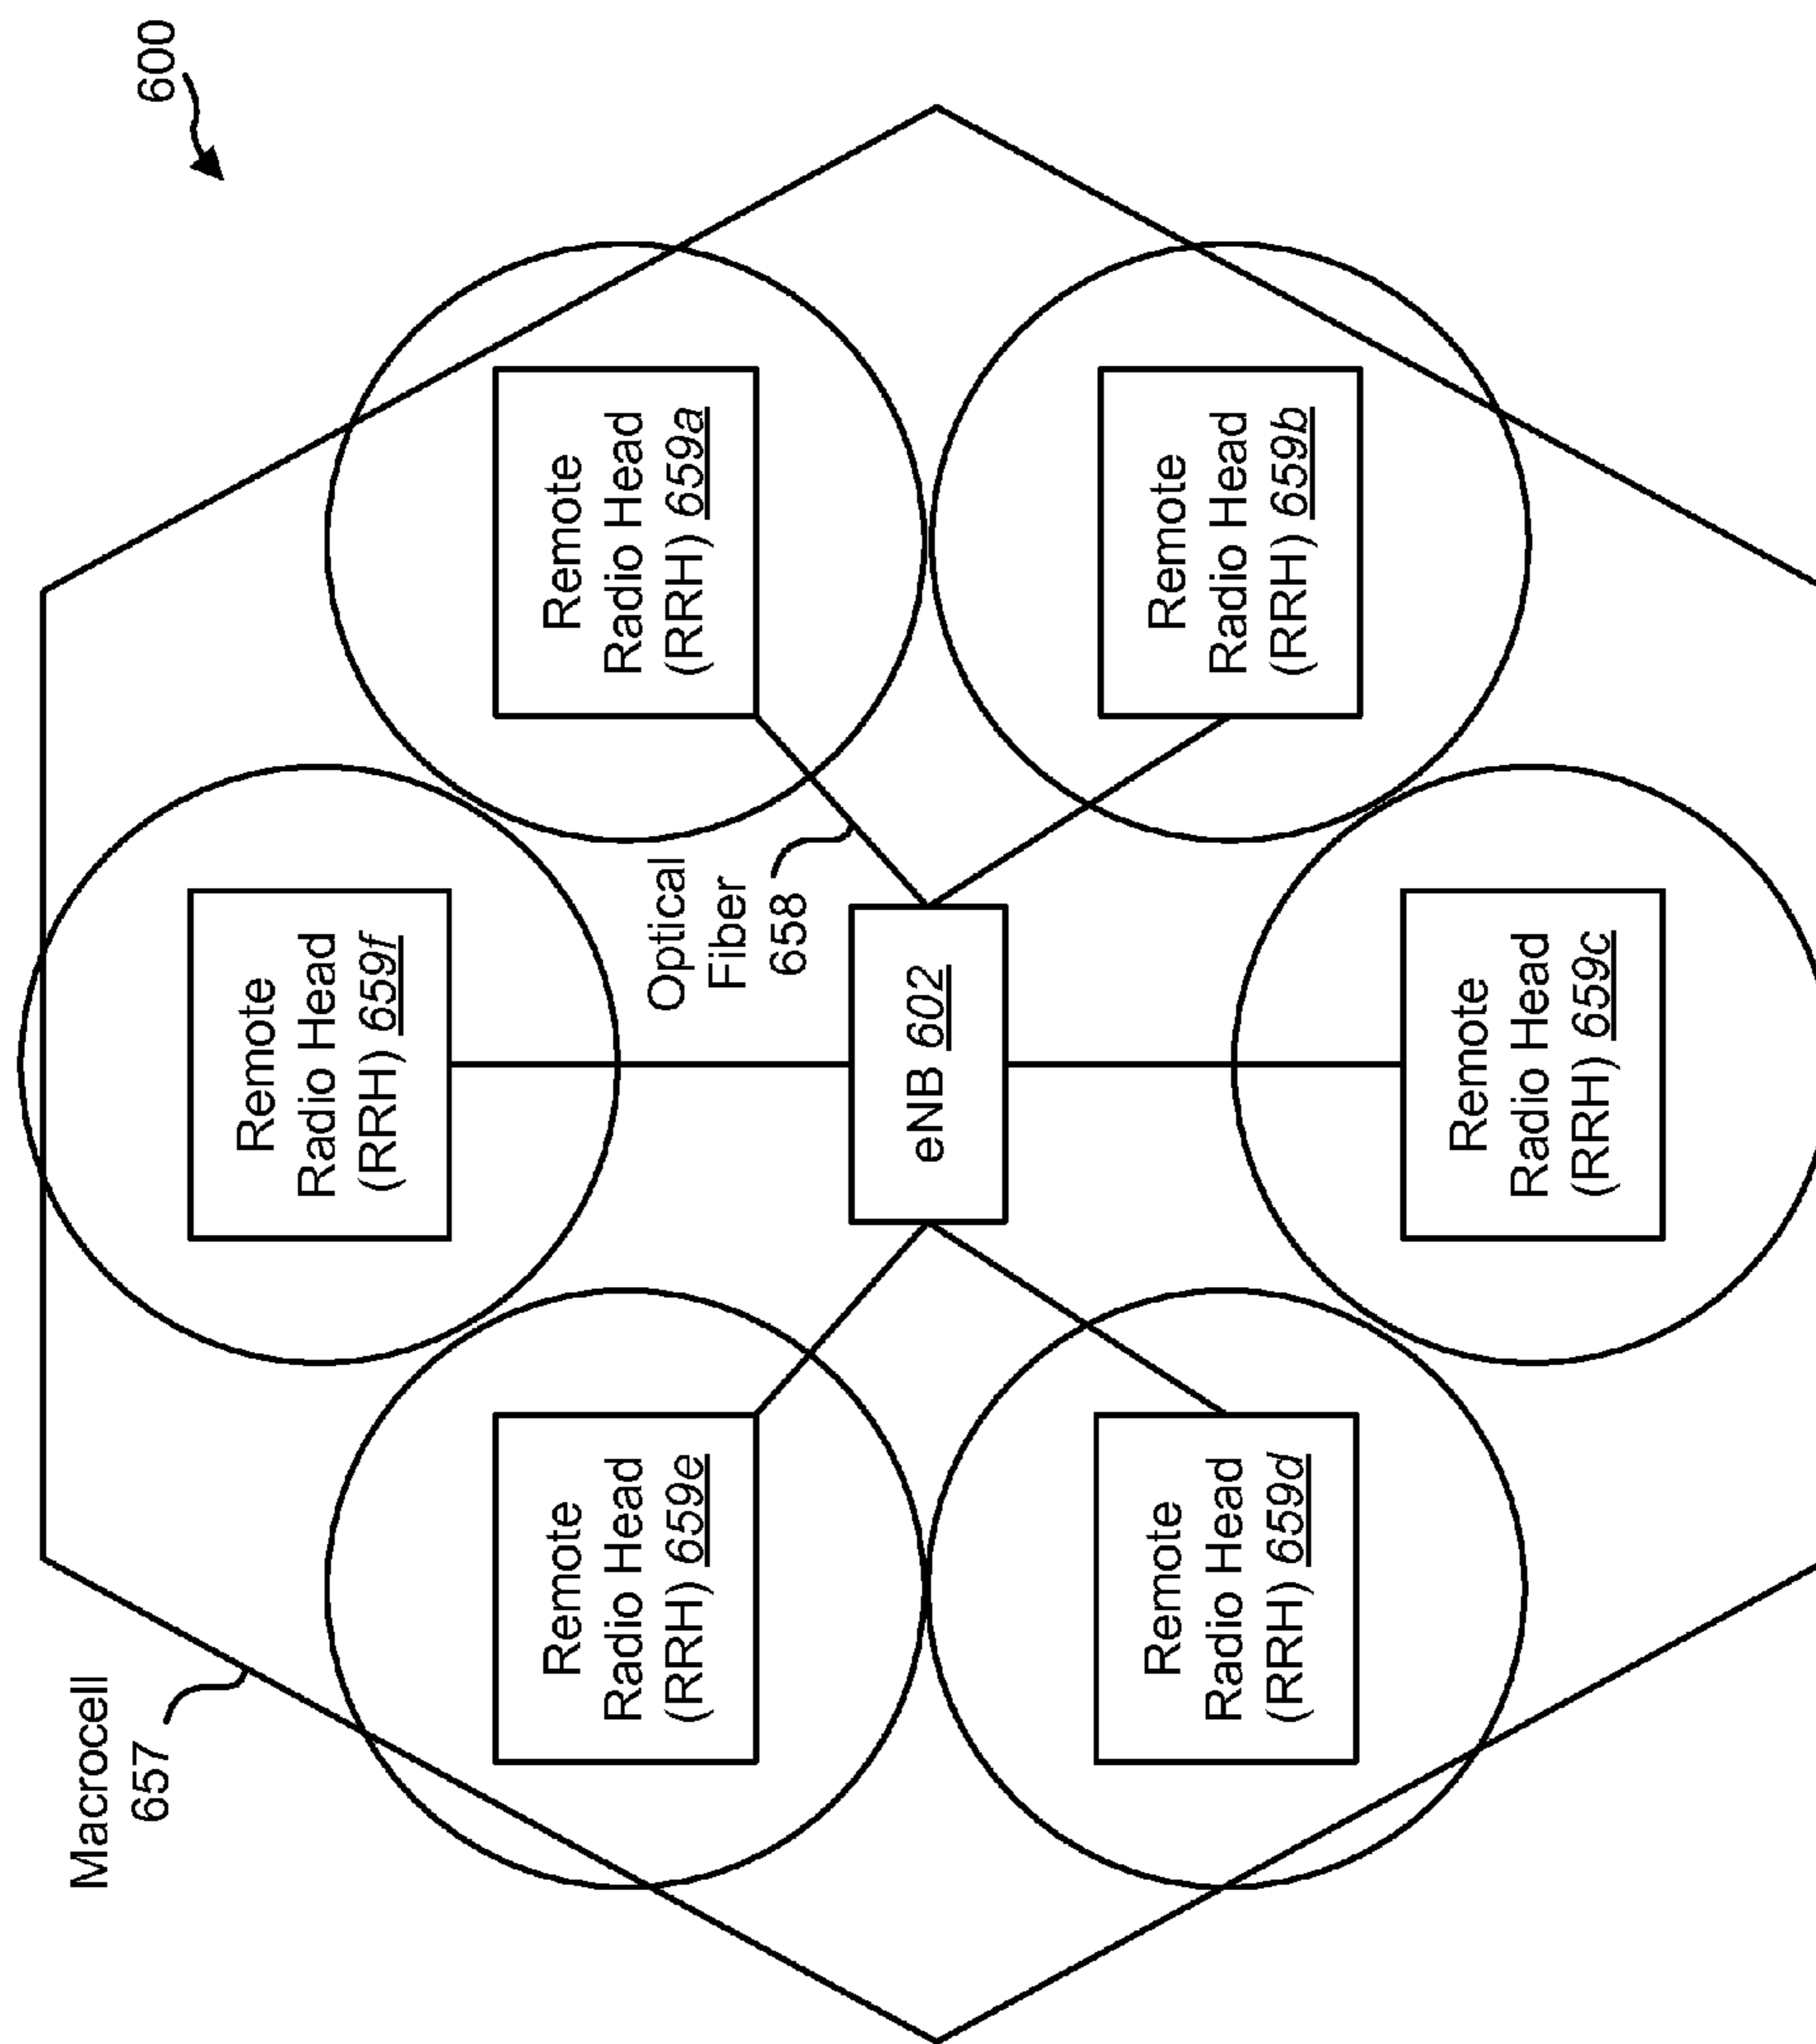 Macrocell
657
600
Remote
Radio Head
(RRH) 659f
Remote
Radio Head
(RRH) 659e
Remote
Radio Head
(RRH) 659a
Optical
Fiber
658
eNB 602
Remote
Radio Head
(RRH) 659d
Remote
Radio Head
(RRH) 659b
Remote
Radio Head
(RRH) 659c